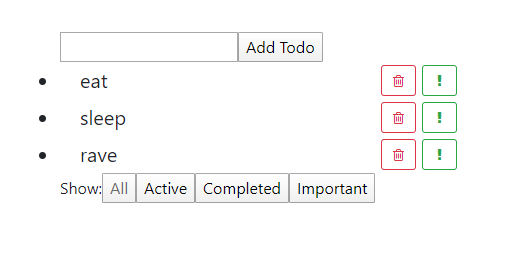 Add Todo
eat !
sleep !
rave !
Show: All Active Completed Important